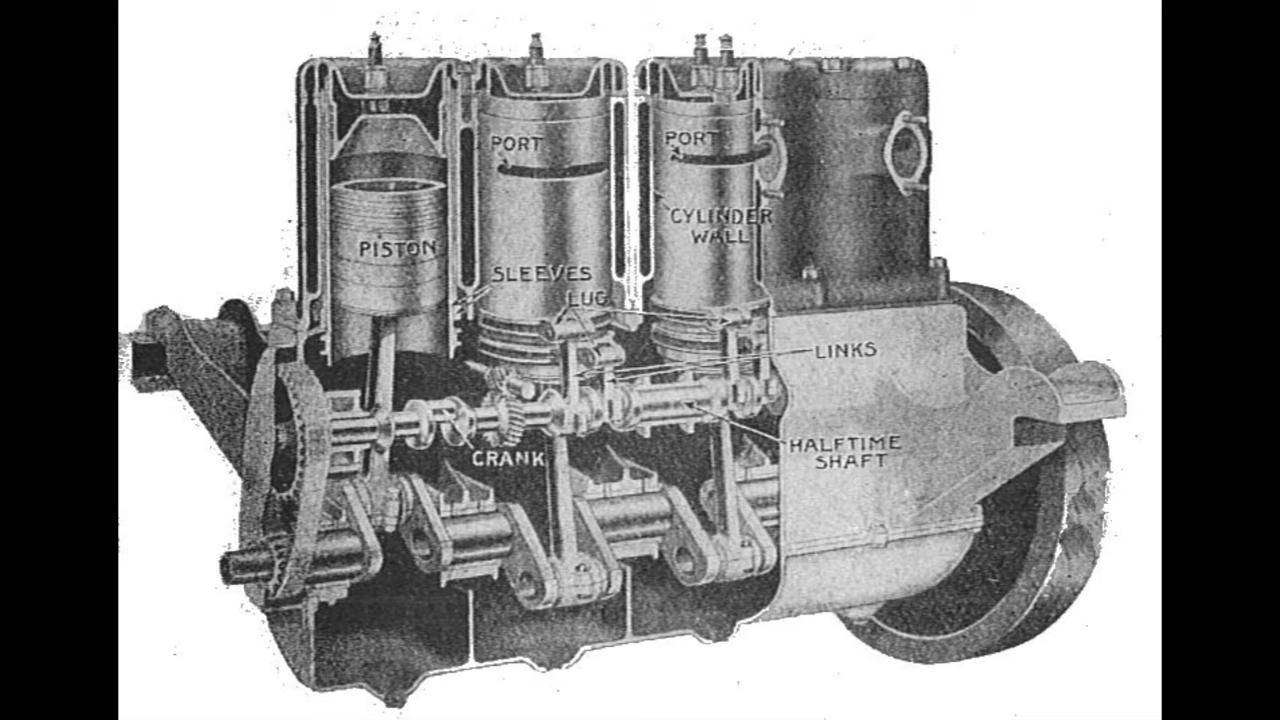 PORT
PORT
CYLINDER
WALL
PISTON
SLEEVES
LUG
LINKS
HALFTIME
SHAFT
CRANK